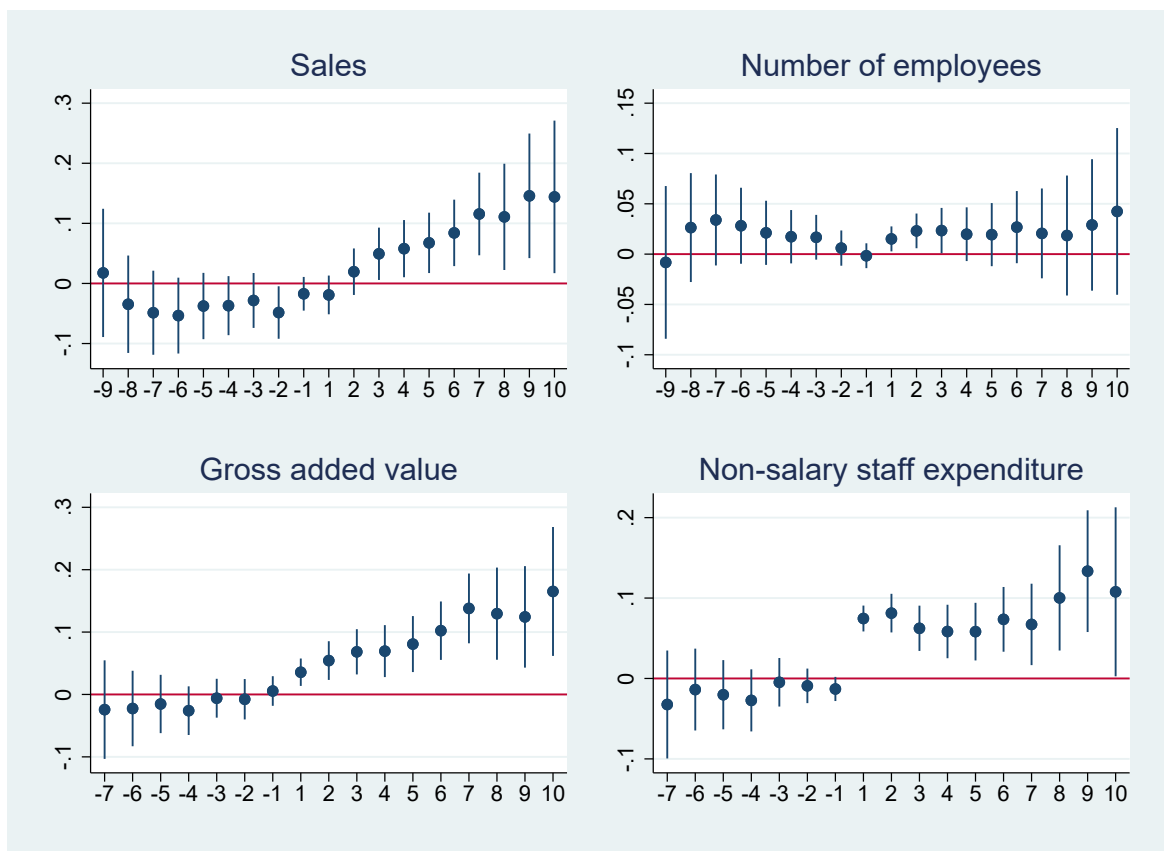 Sales
.3
.2
.1
0
-.1
-9 -8 -7 -6 -5 -4 -3 -2 -1 1 2 3 4 5 6 7 8 9 10
Number of employees
.15
.1
.05
0
-.05
-.1
-9 -8 -7 -6 -5 -4 -3 -2 -1 1 2 3 4 5 6 7 8 9 10
Gross added value
.3
.2
.1
0
-.1
-7 -6 -5 -4 -3 -2 -1 1 2 3 4 5 6 7 8 9 10
Non-salary staff expenditure
.2
.1
0
-.1
-7 -6 -5 -4 -3 -2 -1 1 2 3 4 5 6 7 8 9 10